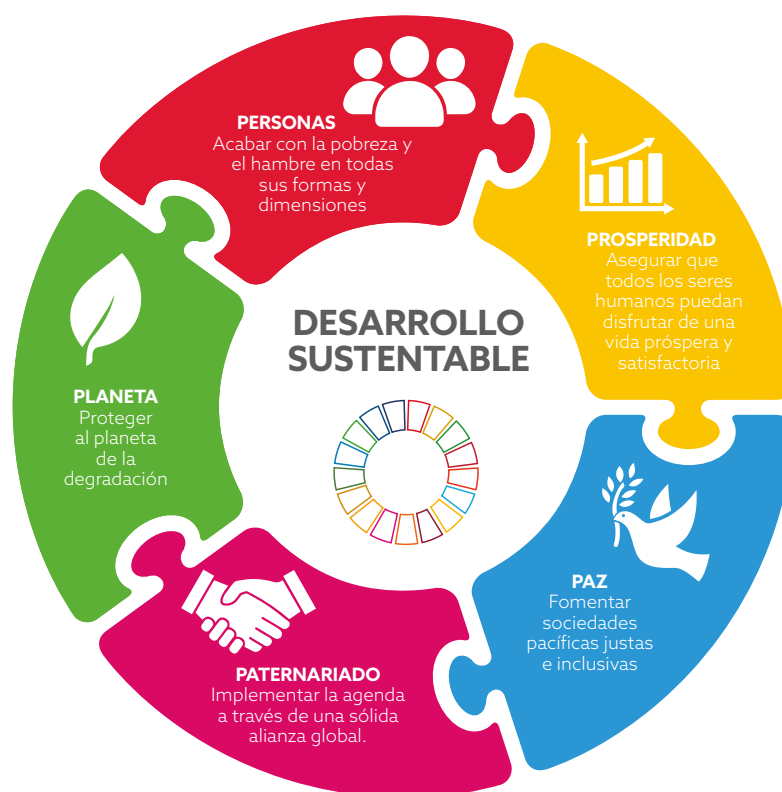 PERSONAS
Acabar con la pobreza y
el hambre en todas
sus formas y
dimensiones
PROSPERIDAD
Asegurar que
todos los seres
humanos puedan
disfrutar de una
vida próspera y
satisfactoria
DESARROLLO
SUSTENTABLE
PLANETA
Proteger
al planeta
de la
degradación
PAZ
Fomentar
sociedades
pacíficas justas
e inclusivas
PATERNARIADO
Implementar la agenda
a través de una sólida
alianza global.